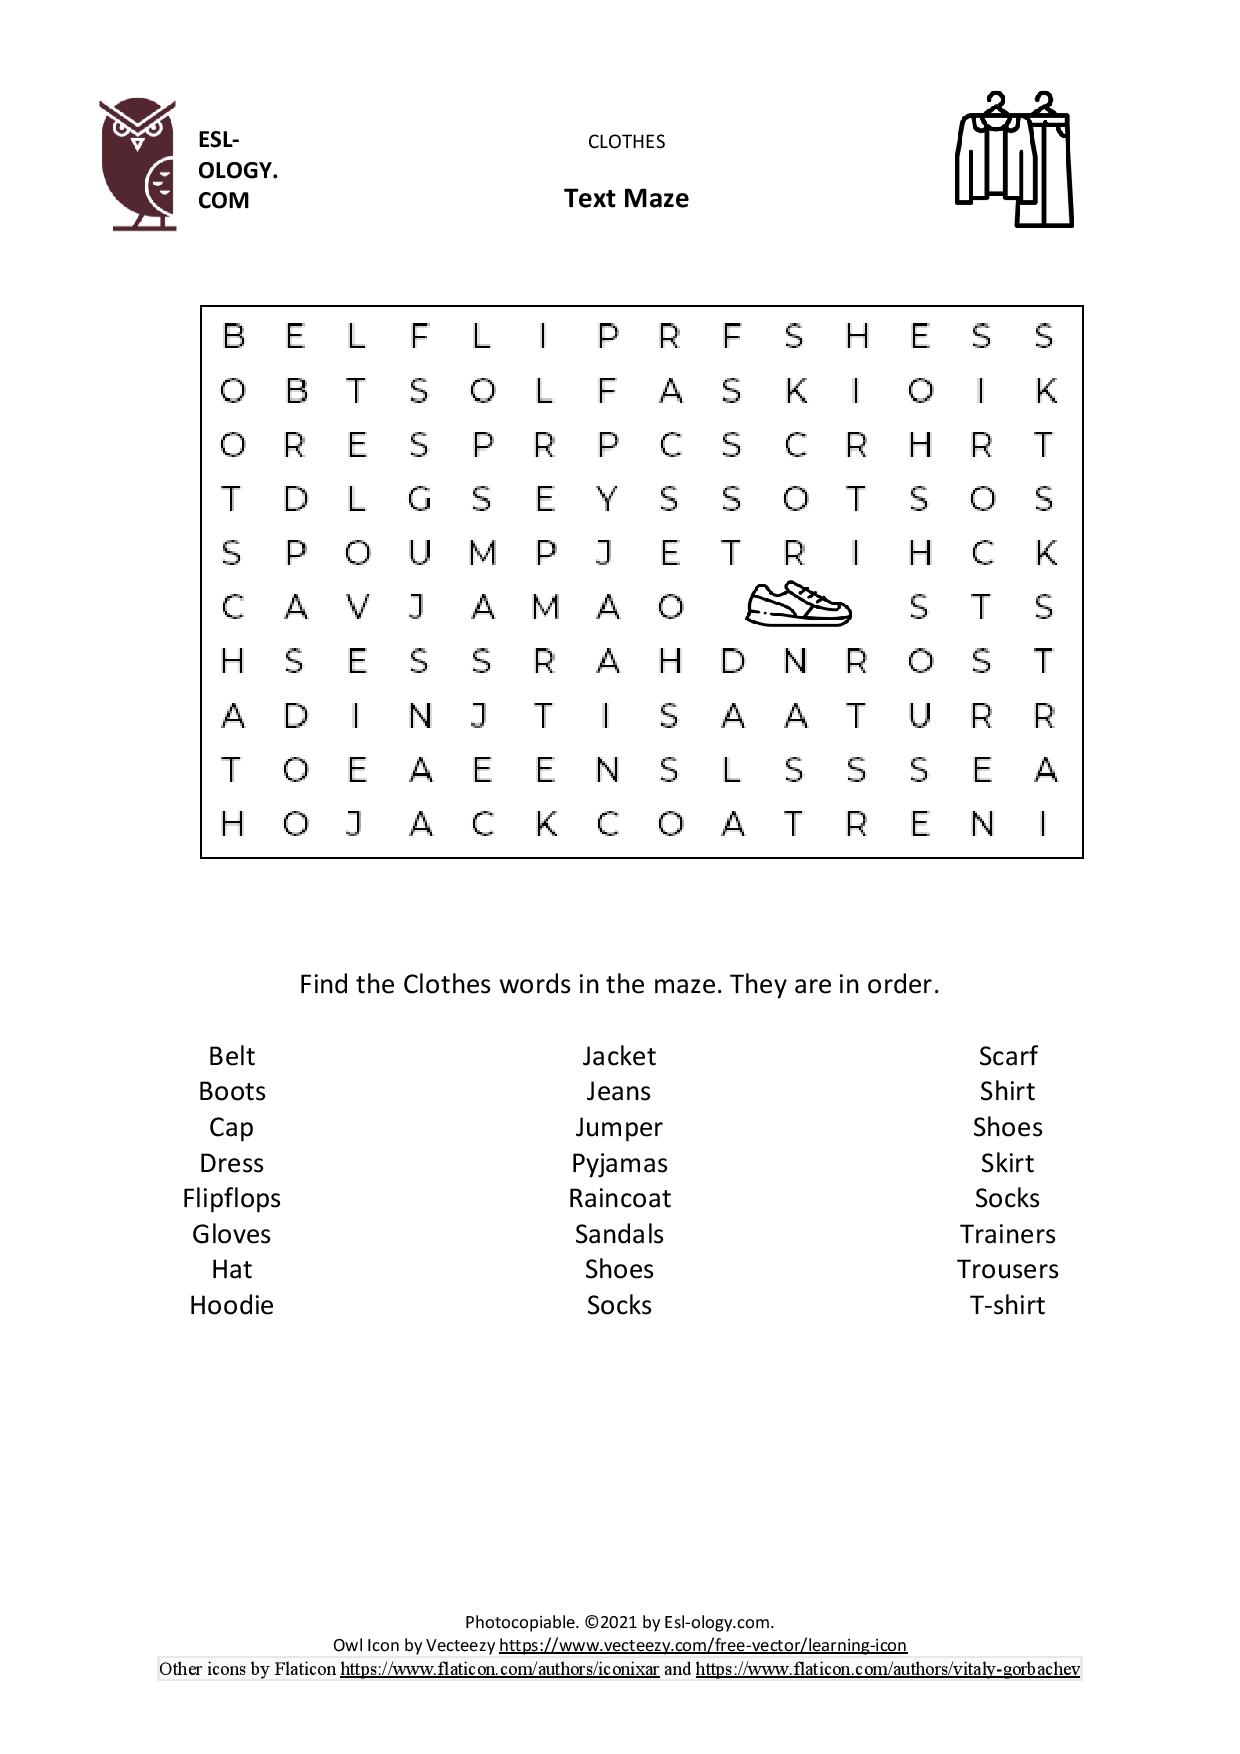 ESL-
OLOGY.
COM
CLOTHES
Text Maze
B E L F L I P R F S H E S S
O B T S O L F A S K I O I K
O R E S P R P C S C R H R T
T D L G S E Y S S O T S O S
S P O U M P J E T R I H C K
C A V J A M A O S T S
H S E S S R A H D N R O S T
A D I N J T I S A A T U R R
T O E A E E N S L S S S E A
H O J A C K C O A T R E N I
Find the Clothes words in the maze. They are in order.
Belt Jacket Scarf
Boots Jeans Shirt
Cap Jumper Shoes
Dress Pyjamas Skirt
Flipflops Raincoat Socks
Gloves Sandals Trainers
Hat Shoes Trousers
Hoodie Socks T-shirt
Photocopiable. ©2021 by Esl-ology.com.
Owl Icon by Vecteezy https://www.vecteezy.com/free-vector/learning-icon
Other icons by Flaticon https://www.flaticon.com/authors/iconixar and https://www.flaticon.com/authors/vitaly-gorbachev